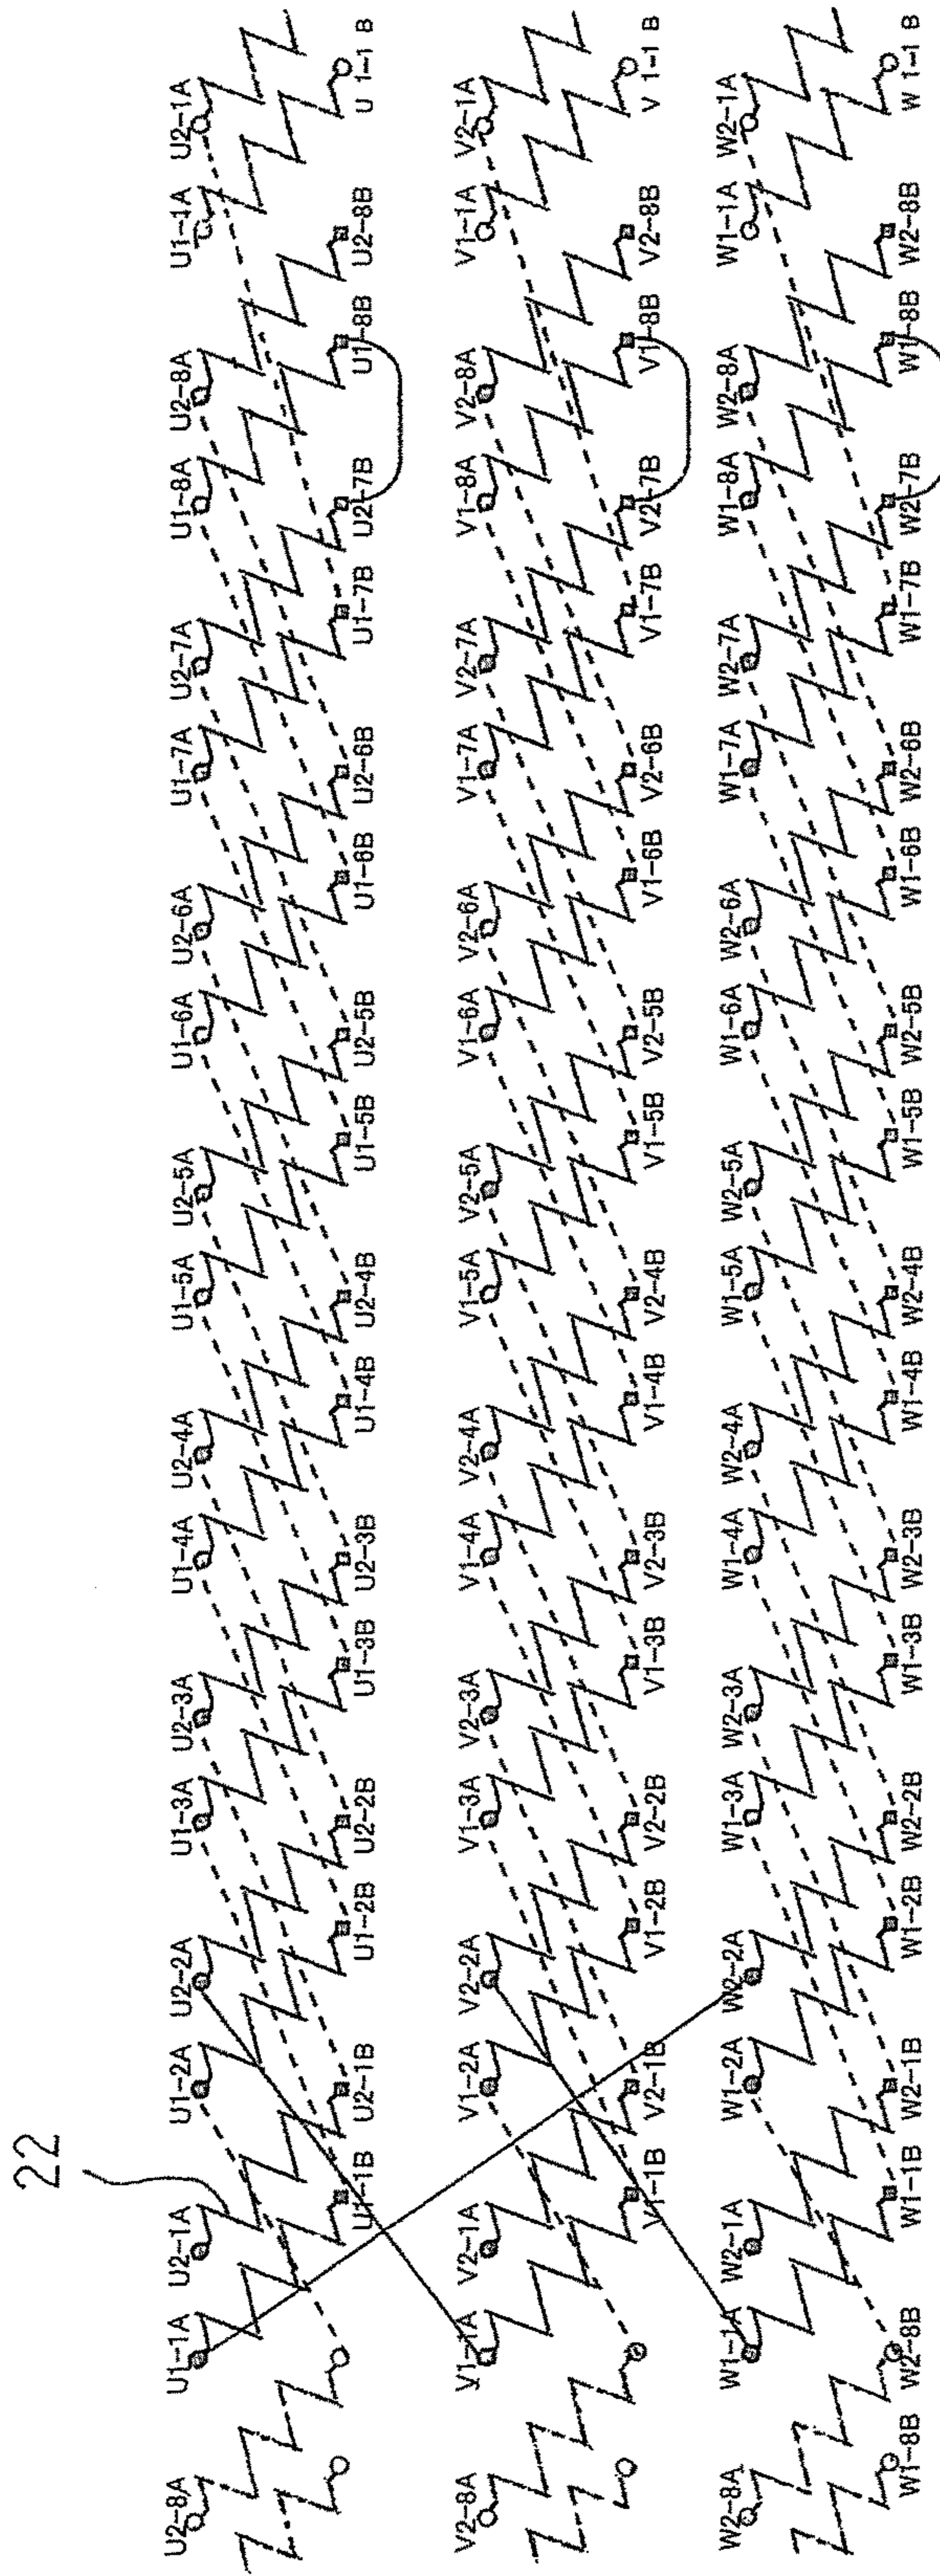 22
U2-8A U1-1A U2-1A U1-2A U2-2A U1-3A U2-3A U1-4A U2-4A U1-5A U2-5A U1-6A U2-6A U1-7A U2-7A U1-8A U2-8A U1-1A U2-1A
U1-1B U2-1B U1-2B U2-2B U1-3B U2-3B U1-4B U2-4B U1-5B U2-5B U1-6B U2-6B U1-7B U2-7B U1-8B U2-8B U 1-1 B
V2-8A V1-1A V2-1A V1-2A V2-2A V1-3A V2-3A V1-4A V2-4A V1-5A V2-5A V1-6A V2-6A V1-7A V2-7A V1-8A V2-8A V1-1A V2-1A
V1-1B V2-1B V1-2B V2-2B V1-3B V2-3B V1-4B V2-4B V1-5B V2-5B V1-6B V2-6B V1-7B V2-7B V1-8B V2-8B V 1-1 B
W2-8A W1-1A W2-1A W1-2A W2-2A W1-3A W2-3A W1-4A W2-4A W1-5A W2-5A W1-6A W2-6A W1-7A W2-7A W1-8A W2-8A W1-1A W2-1A
W1-8B W2-8B W1-1B W2-1B W1-2B W2-2B W1-3B W2-3B W1-4B W2-4B W1-5B W2-5B W1-6B W2-6B W1-7B W2-7B W1-8B W2-8B W 1-1 B